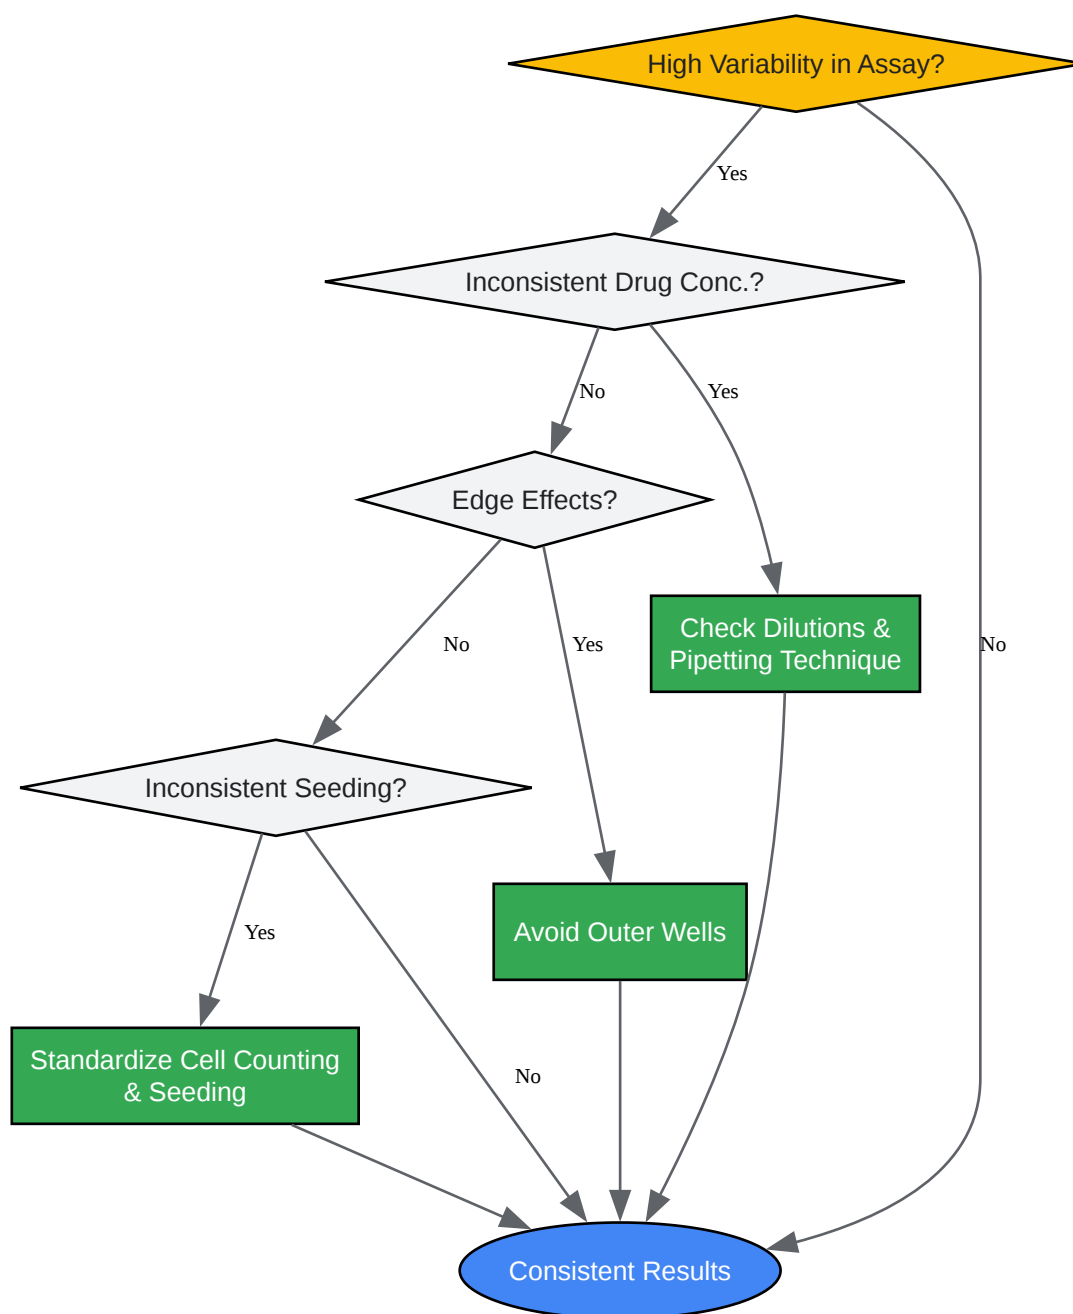 High Variability in Assay?
Yes
Inconsistent Drug Conc.?
No
Yes
Edge Effects?
Check Dilutions &
Pipetting Technique
No
Yes
No
Inconsistent Seeding?
Avoid Outer Wells
Yes
Standardize Cell Counting
& Seeding
No
Consistent Results